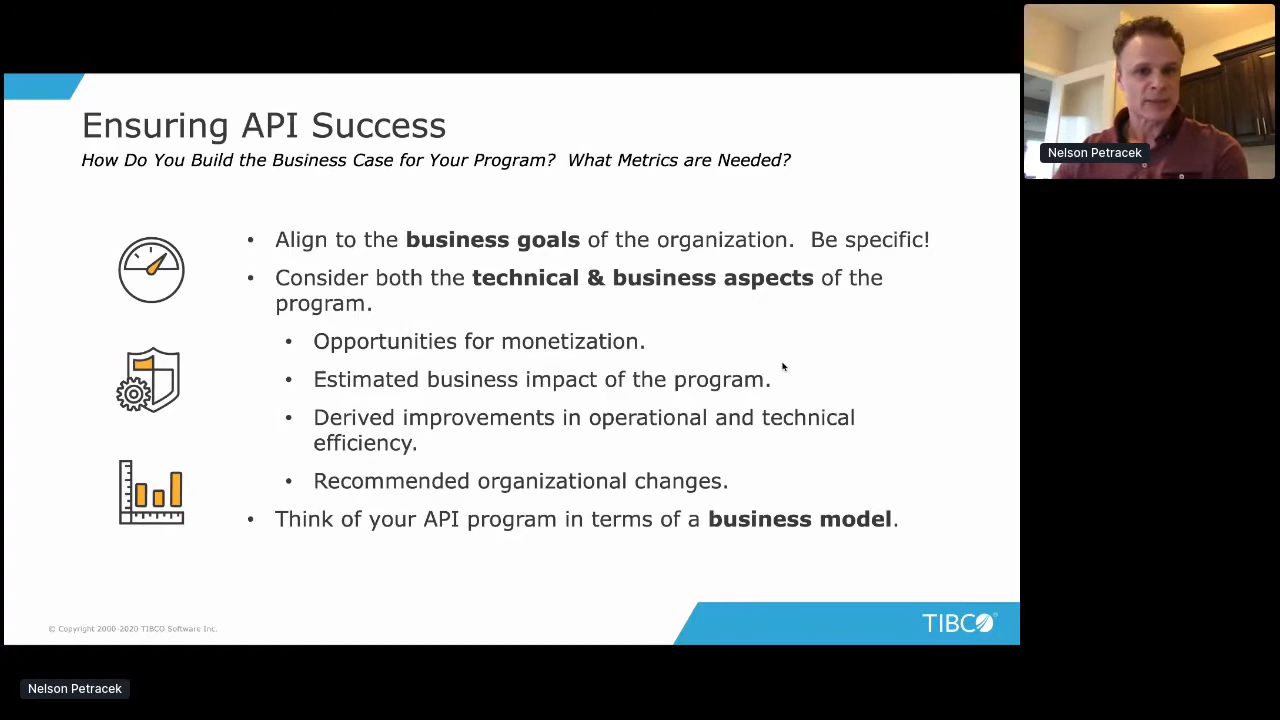 Ensuring API Success
How Do You Build the Business Case for Your Program?  What Metrics are Needed?
• Align to the business goals of the organization.  Be specific!
• Consider both the technical & business aspects of the
program.
• Opportunities for monetization.
• Estimated business impact of the program.
• Derived improvements in operational and technical
efficiency.
• Recommended organizational changes.
• Think of your API program in terms of a business model.
© Copyright 2000-2020 TIBCO Software Inc.
TIBCO®
Nelson Petracek
Nelson Petracek